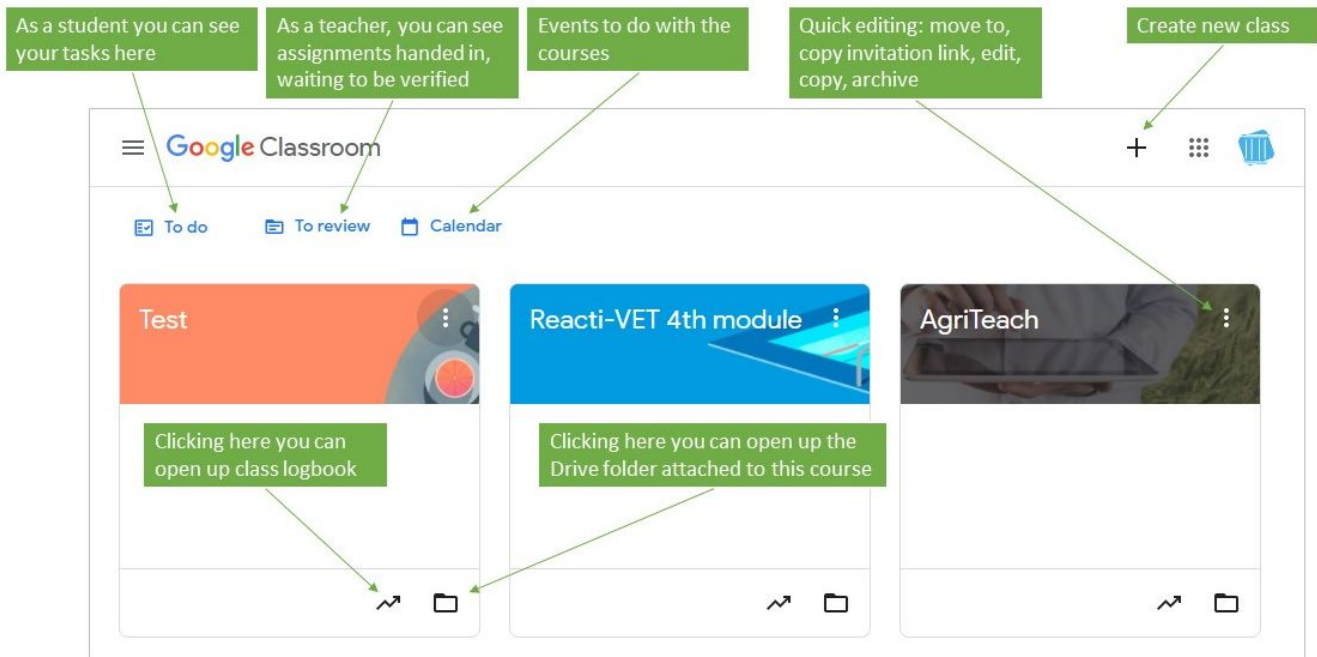 As a student you can see
your tasks here
As a teacher, you can see
assignments handed in,
waiting to be verified
Events to do with the
courses
Quick editing: move to,
copy invitation link, edit,
copy, archive
Create new class
Google Classroom
To do
To review
Calendar
Test
Reacti-VET 4th module
AgriTeach
Clicking here you can
open up class logbook
Clicking here you can open up the
Drive folder attached to this course